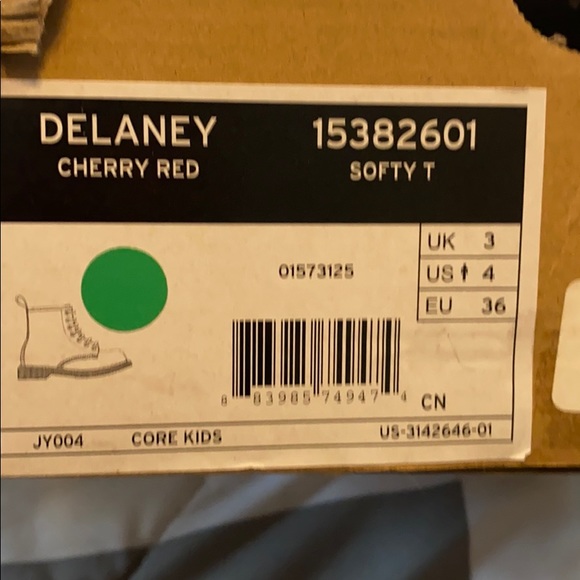 DELANEY 15382601
CHERRY RED SOFTY T
UK 3
01573125
US 4
EU 36
8 83985 74947 4
CN
JY004 CORE KIDS US-3142646-01